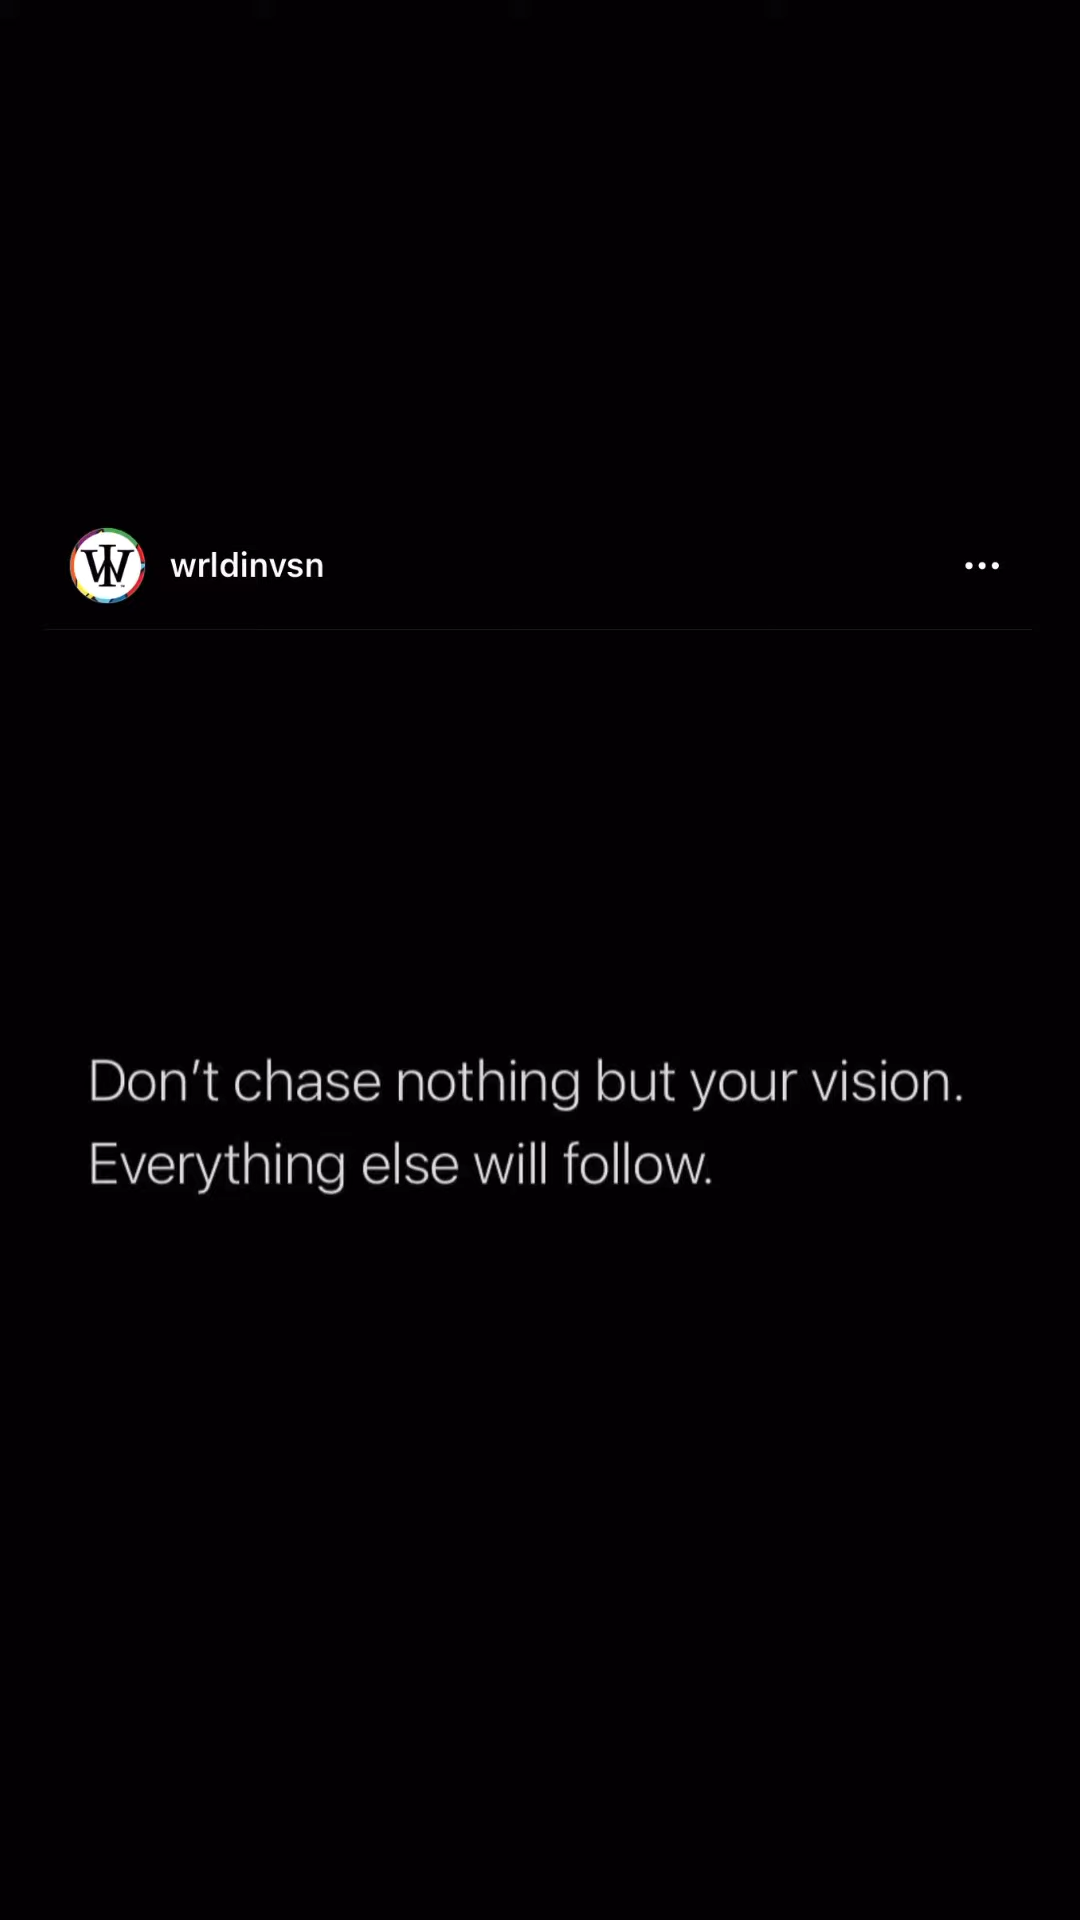 wrldinvsn
Don’t chase nothing but your vision.
Everything else will follow.